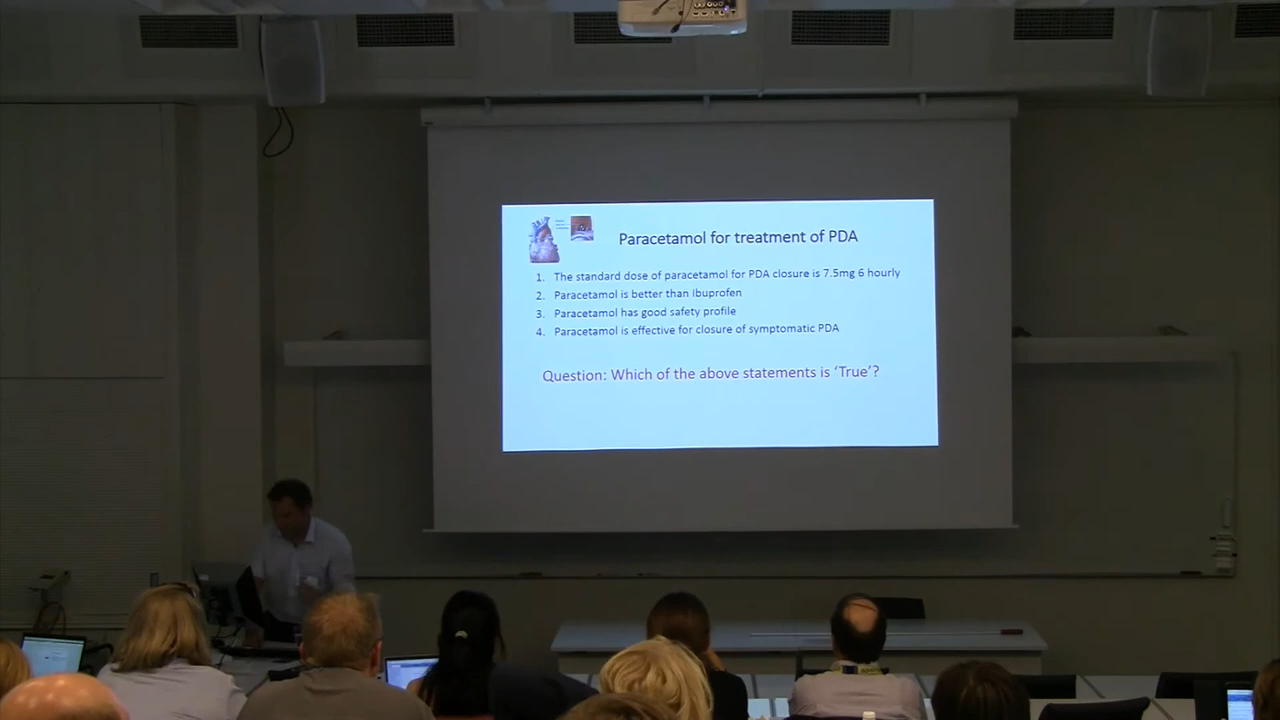 Paracetamol for treatment of PDA
1. The standard dose of paracetamol for PDA closure is 7.5mg 6 hourly
2. Paracetamol is better than Ibuprofen
3. Paracetamol has good safety profile
4. Paracetamol is effective for closure of symptomatic PDA
Question: Which of the above statements is ‘True’?